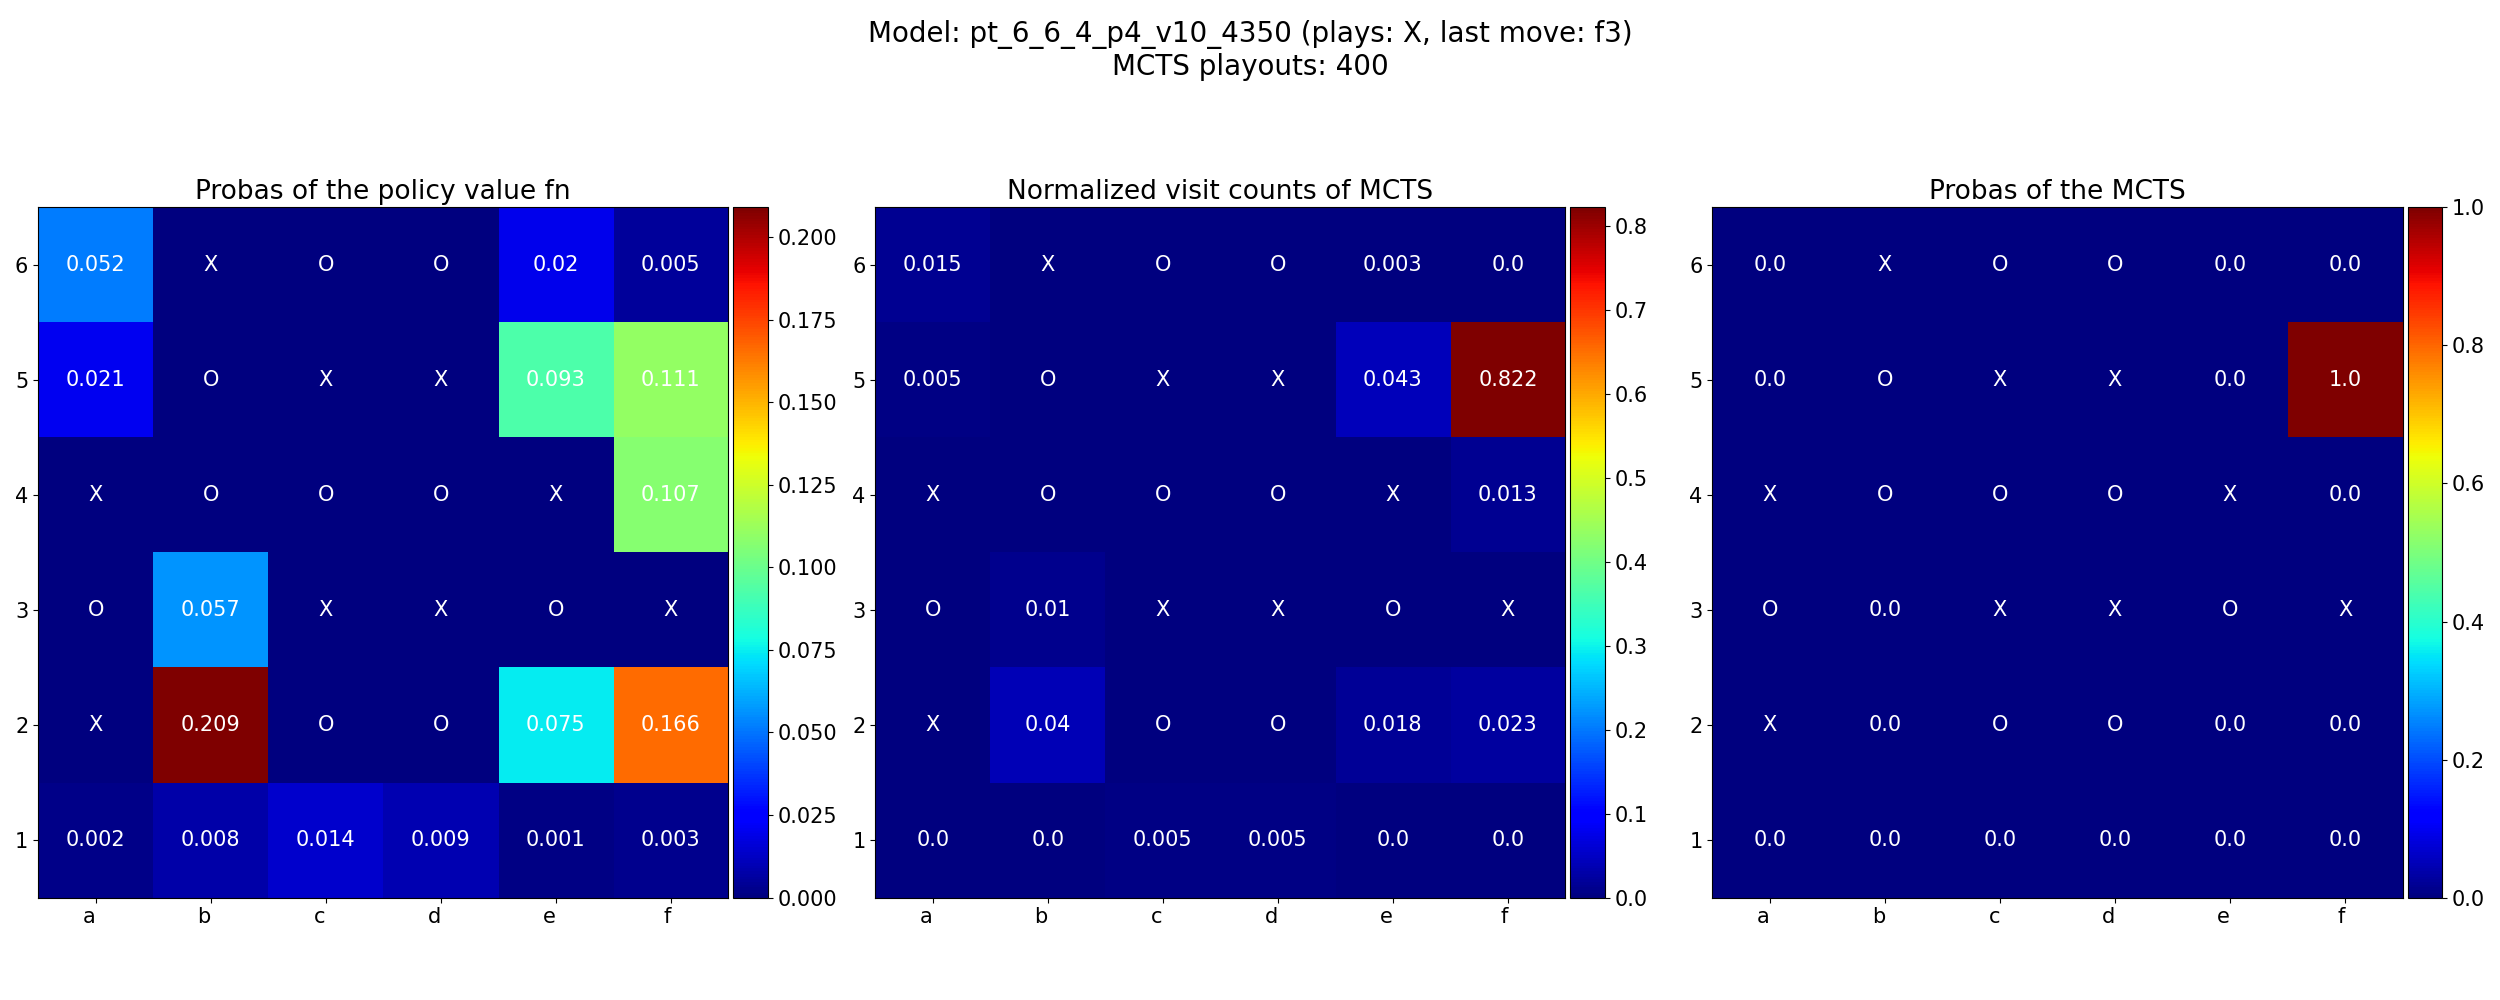 Model: pt_6_6_4_p4_v10_4350 (plays: X, last move: f3)
MCTS playouts: 400
Probas of the policy value fn
6 0.052 X O O 0.02 0.005
5 0.021 O X X 0.093 0.111
4 X O O O X 0.107
3 O 0.057 X X O X
2 X 0.209 O O 0.075 0.166
1 0.002 0.008 0.014 0.009 0.001 0.003
a b c d e f
0.200
0.175
0.150
0.125
0.100
0.075
0.050
0.025
0.000
Normalized visit counts of MCTS
6 0.015 X O O 0.003 0.0
5 0.005 O X X 0.043 0.822
4 X O O O X 0.013
3 O 0.01 X X O X
2 X 0.04 O O 0.018 0.023
1 0.0 0.0 0.005 0.005 0.0 0.0
a b c d e f
0.8
0.7
0.6
0.5
0.4
0.3
0.2
0.1
0.0
Probas of the MCTS
6 0.0 X O O 0.0 0.0
5 0.0 O X X 0.0 1.0
4 X O O O X 0.0
3 O 0.0 X X O X
2 X 0.0 O O 0.0 0.0
1 0.0 0.0 0.0 0.0 0.0 0.0
a b c d e f
1.0
0.8
0.6
0.4
0.2
0.0